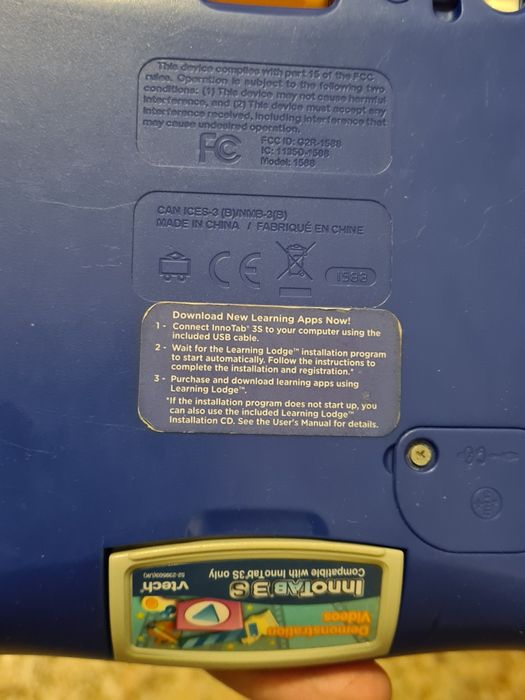 This device complies with part 15 of the FCC
rules. Operation is subject to the following two
conditions: (1) This device may not cause harmful
interference, and (2) This device must accept any
interference received, including interference that
may cause undesired operation.
FC
FCC ID: G2R-1588
IC: 1135D-1588
Model: 1588
CAN ICES-3 (B)/NMB-3(B)
MADE IN CHINA / FABRIQUÉ EN CHINE
CE
1583
Download New Learning Apps Now!
1 - Connect InnoTab® 3S to your computer using the
included USB cable.
2 - Wait for the Learning Lodge™ installation program
to start automatically. Follow the instructions to
complete the installation and registration.*
3 - Purchase and download learning apps using
Learning Lodge™.
*If the installation program does not start up, you
can also use the included Learning Lodge™
Installation CD. See the User's Manual for details.
Demonstration
Videos
InnoTAB 3S
Compatible with InnoTab 3S only
vtech